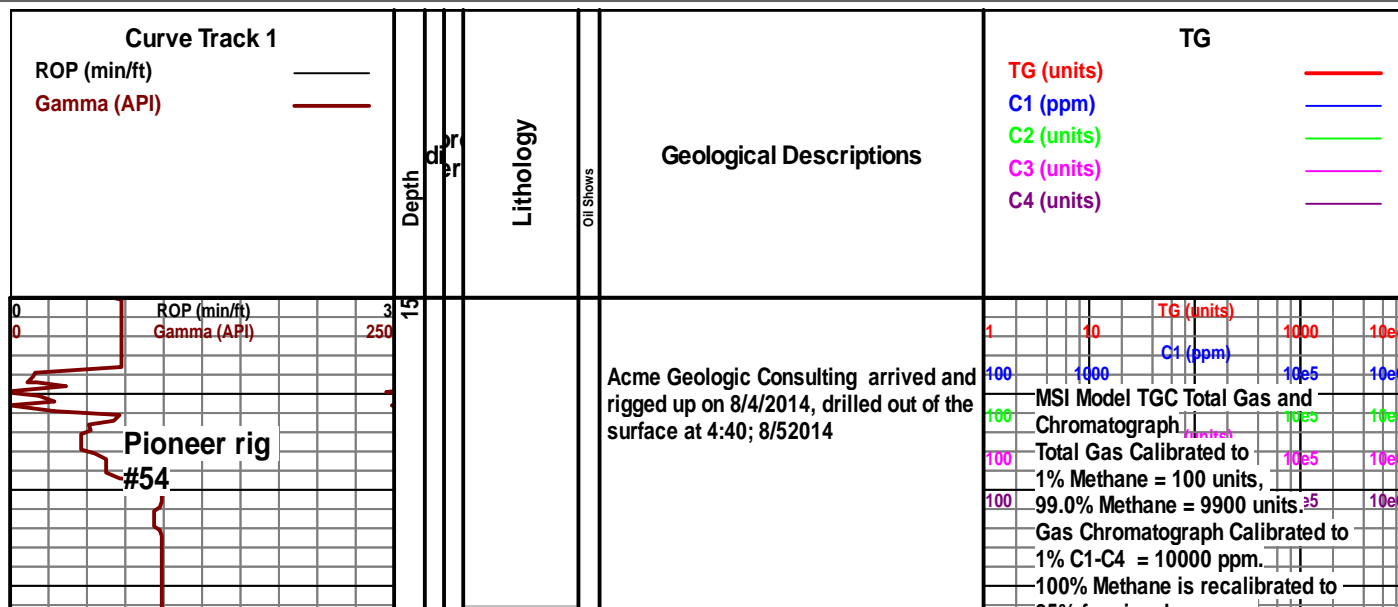 Curve Track 1
ROP (min/ft)
Gamma (API)
Depth
Lithology
Oil Shows
Geological Descriptions
TG
TG (units)
C1 (ppm)
C2 (units)
C3 (units)
C4 (units)
0 ROP (min/ft) 3
0 Gamma (API) 250
15
Pioneer rig
#54
Acme Geologic Consulting arrived and
rigged up on 8/4/2014, drilled out of the
surface at 4:40; 8/52014
TG (units)
1 10 1000
C1 (ppm)
100 1000 10e5
100
100 10e5
100
MSI Model TGC Total Gas and
Chromatograph
Total Gas Calibrated to
1% Methane = 100 units,
99.0% Methane = 9900 units.
Gas Chromatograph Calibrated to
1% C1-C4 = 10000 ppm.
100% Methane is recalibrated to